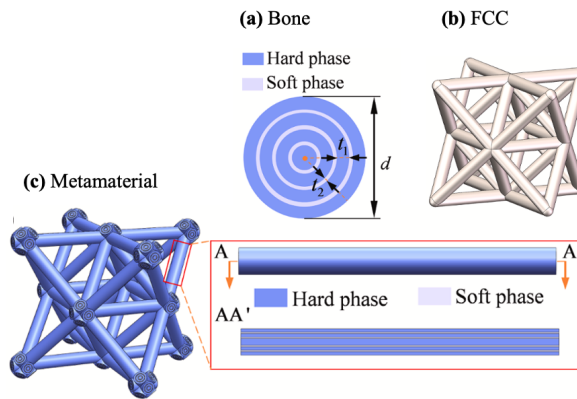 (a) Bone
Hard phase
Soft phase
t₁
t₂
d
(b) FCC
(c) Metamaterial
A A
Hard phase Soft phase
AA'